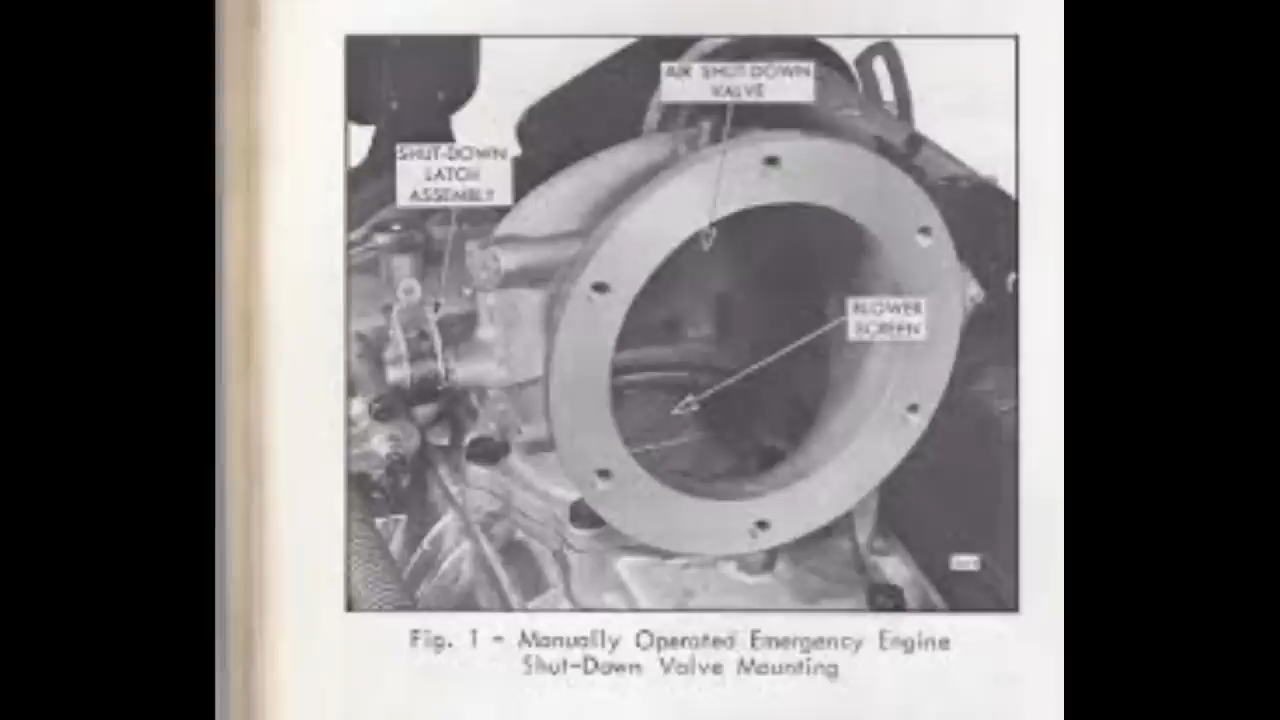 AIR SHUT-DOWN
VALVE
SHUT-DOWN
LATCH
ASSEMBLY
BLOWER
SCREEN
Fig. 1 - Manually Operated Emergency Engine
Shut-Down Valve Mounting